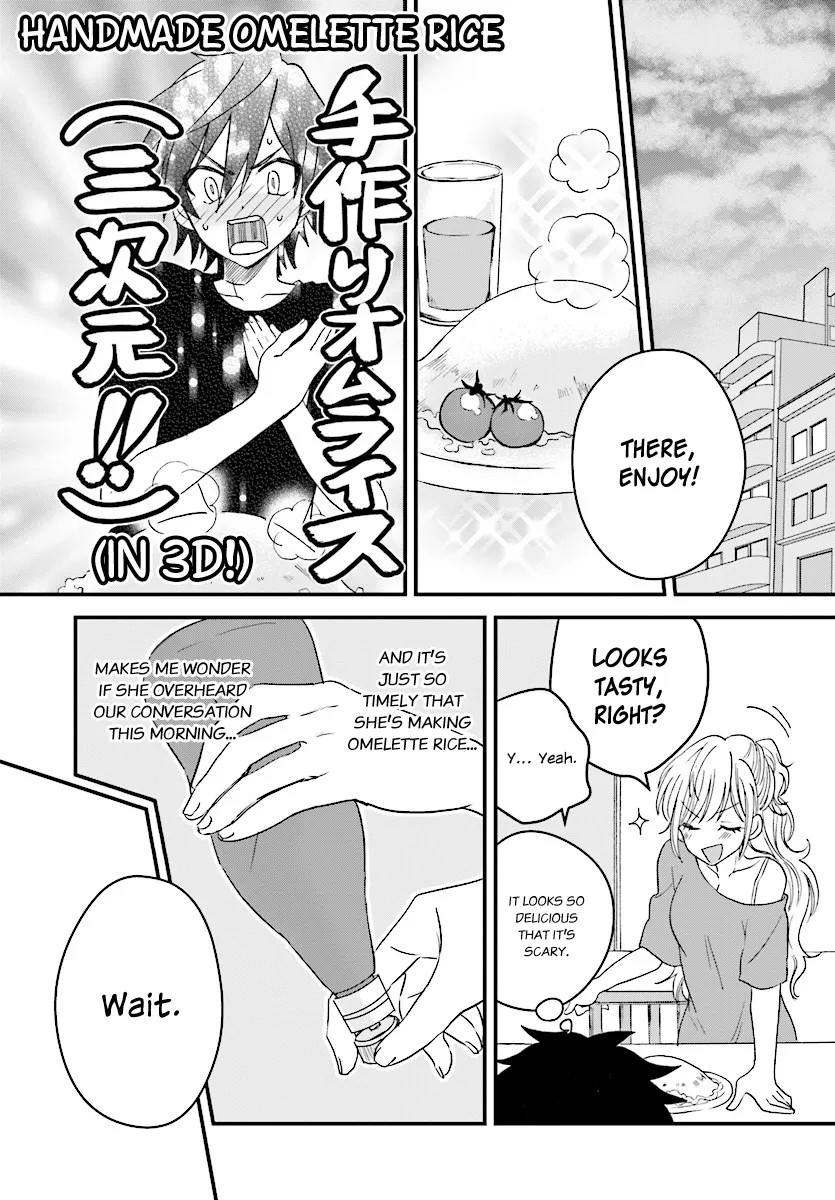 THERE,
ENJOY!
HANDMADE OMELETTE RICE
手作りオムライス
(三次元!!)
(IN 3D!)
LOOKS
TASTY,
RIGHT?
Y... Yeah.
IT LOOKS SO
DELICIOUS
THAT IT'S
SCARY.
AND IT'S
JUST SO
TIMELY THAT
SHE'S MAKING
OMELETTE RICE...
MAKES ME WONDER
IF SHE OVERHEARD
OUR CONVERSATION
THIS MORNING...
Wait.